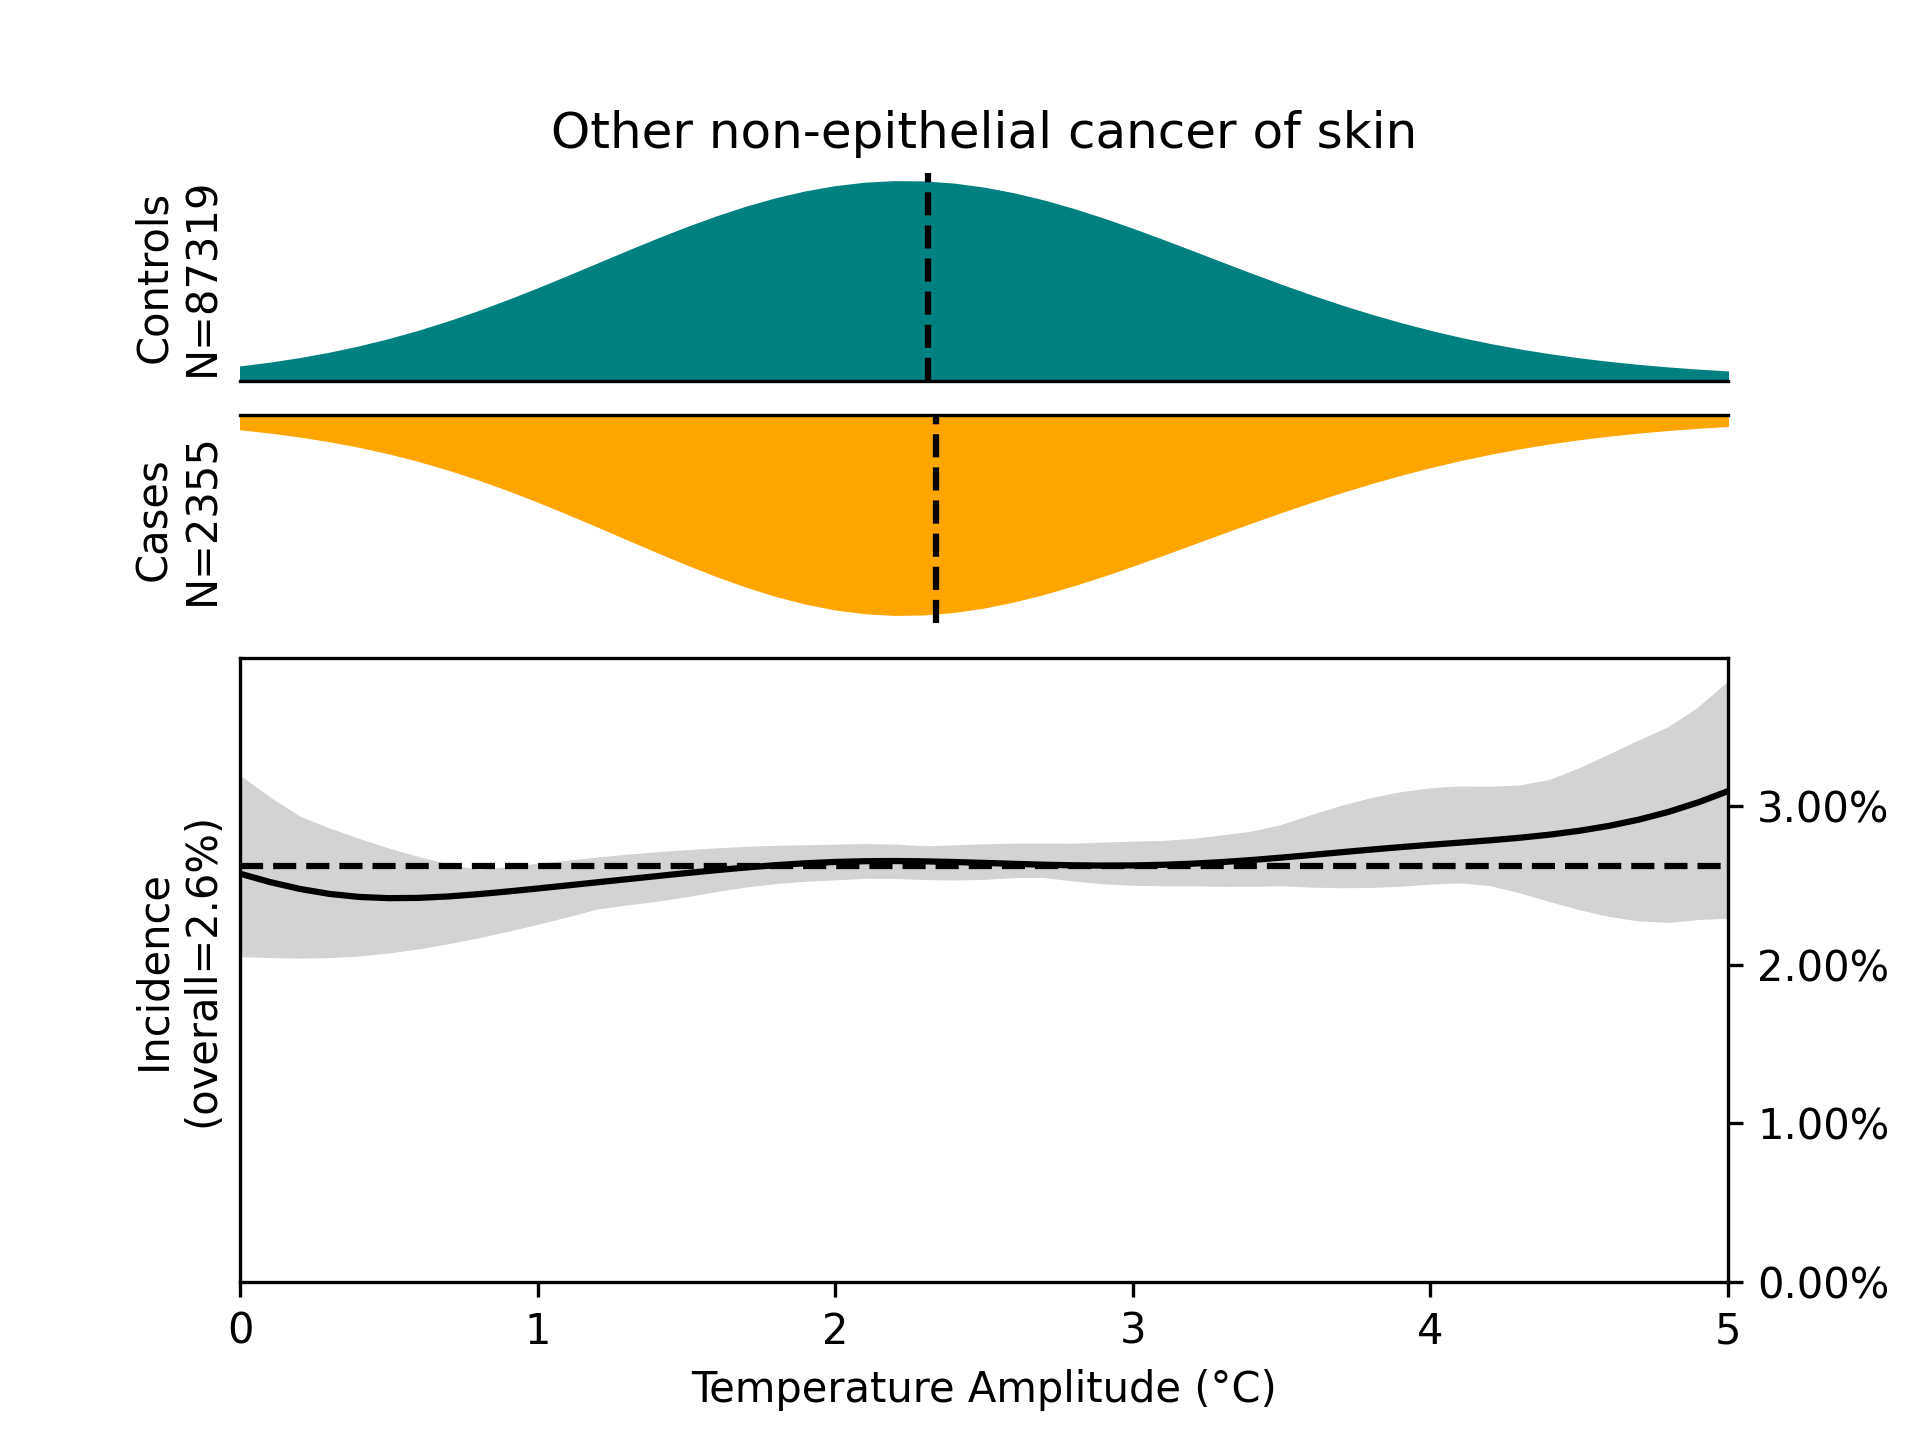 Other non-epithelial cancer of skin
Controls
N=87319
Cases
N=2355
Incidence
(overall=2.6%)
3.00%
2.00%
1.00%
0.00%
0 1 2 3 4 5
Temperature Amplitude (°C)